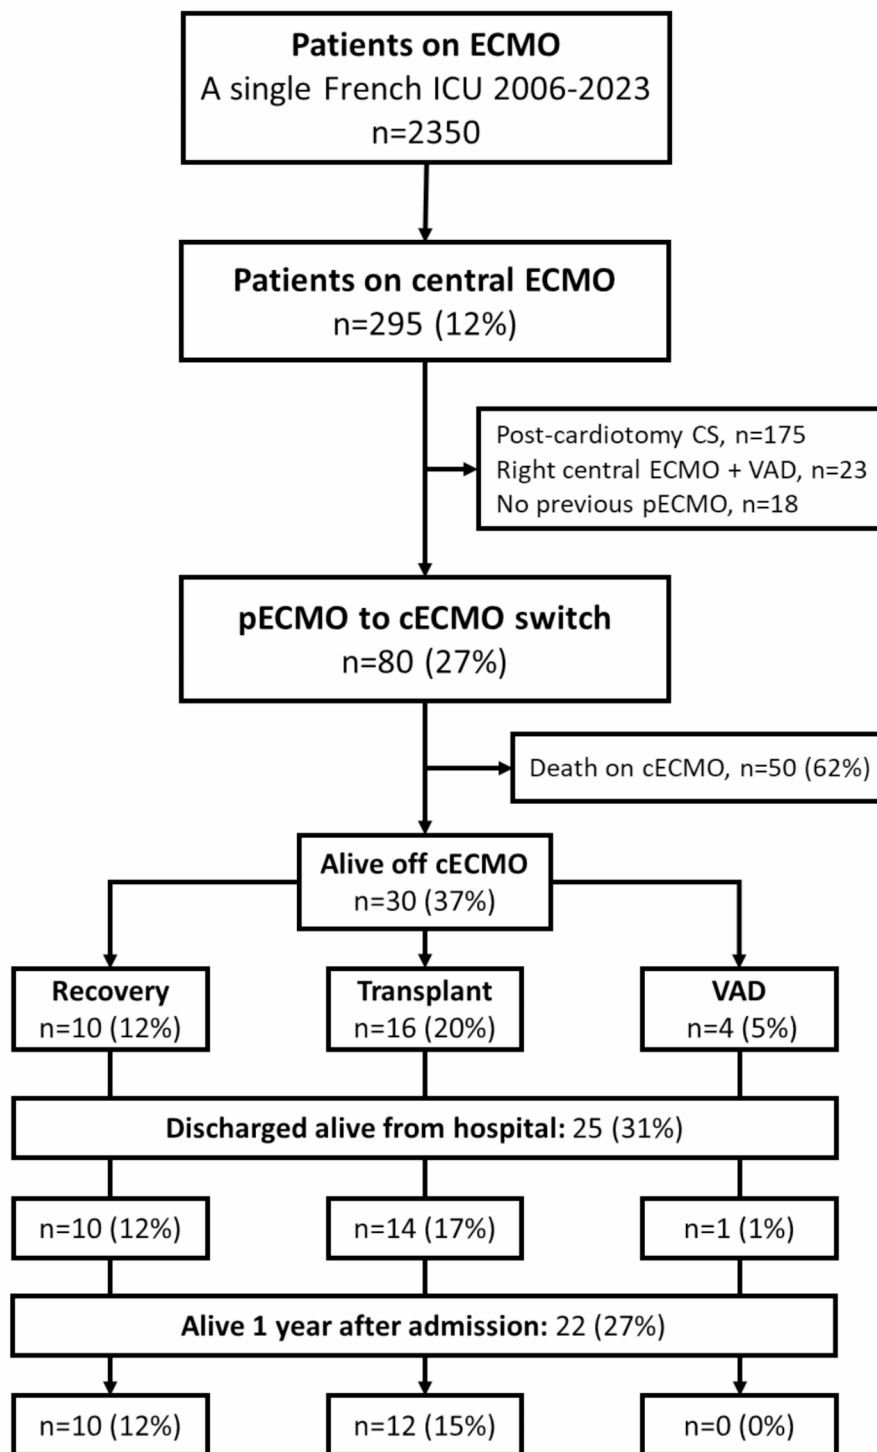 Patients on ECMO
A single French ICU 2006-2023
n=2350
Patients on central ECMO
n=295 (12%)
Post-cardiotomy CS, n=175
Right central ECMO + VAD, n=23
No previous pECMO, n=18
pECMO to cECMO switch
n=80 (27%)
Death on cECMO, n=50 (62%)
Alive off cECMO
n=30 (37%)
Recovery
n=10 (12%)
Transplant
n=16 (20%)
VAD
n=4 (5%)
Discharged alive from hospital: 25 (31%)
n=10 (12%)
n=14 (17%)
n=1 (1%)
Alive 1 year after admission: 22 (27%)
n=10 (12%)
n=12 (15%)
n=0 (0%)